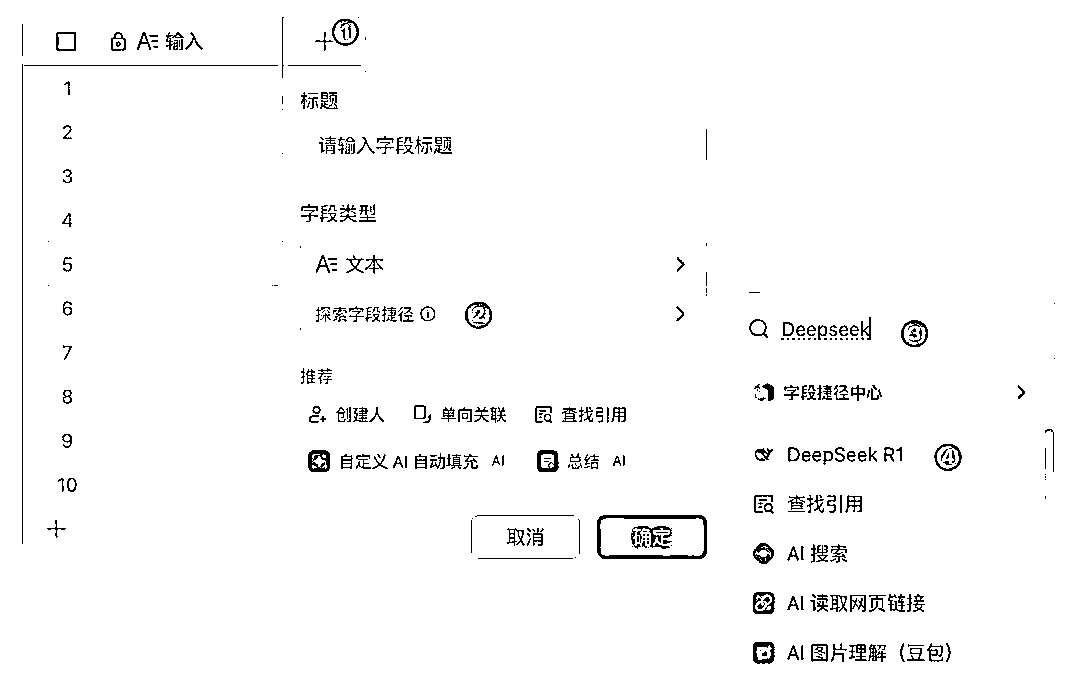 A 输入
+ ①
1
2
3
4
5
6
7
8
9
10
+
标题
请输入字段标题
字段类型
A 文本
探索字段捷径 ②
推荐
创建人 单向关联 查找引用
自定义 AI 自动填充 AI 总结 AI
取消 确定
Deepseek ③
字段捷径中心
DeepSeek R1 ④
查找引用
AI 搜索
AI 读取网页链接
AI 图片理解（豆包）